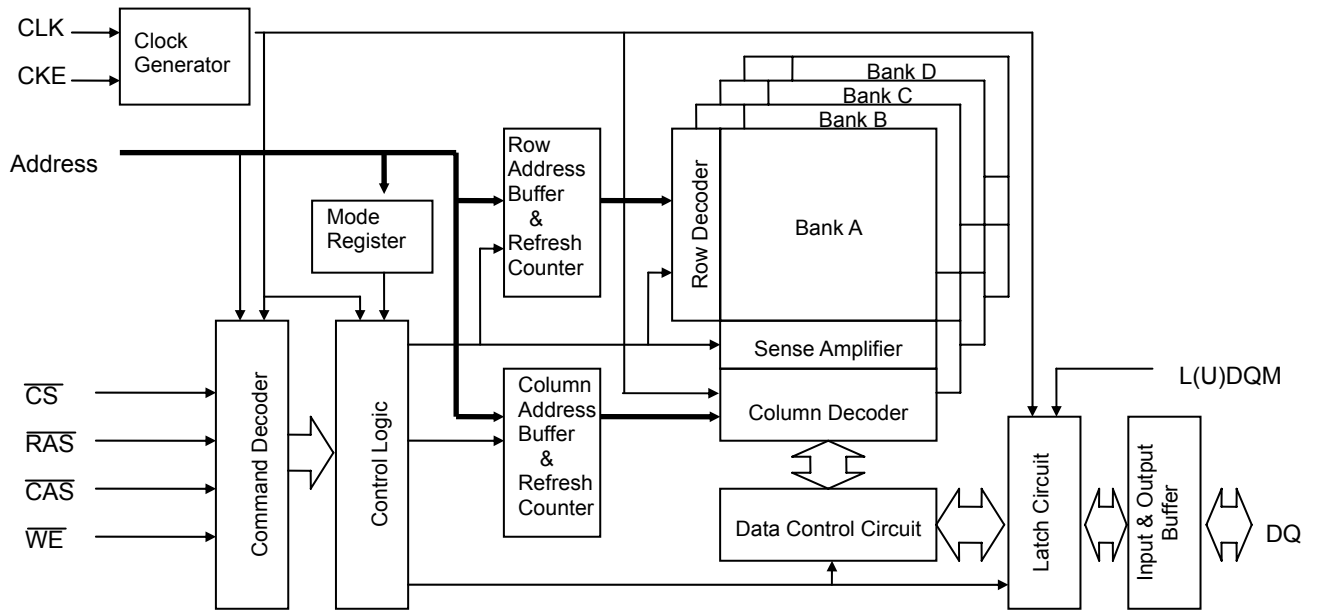 CLK
CKE
Clock
Generator
Bank D
Bank C
Bank B
Address
Row
Address
Buffer
&
Refresh
Counter
Mode
Register
Row Decoder
Bank A
Sense Amplifier
Column Decoder
L(U)DQM
CS
RAS
CAS
WE
Command Decoder
Control Logic
Column
Address
Buffer
&
Refresh
Counter
Data Control Circuit
Latch Circuit
Input & Output
Buffer
DQ